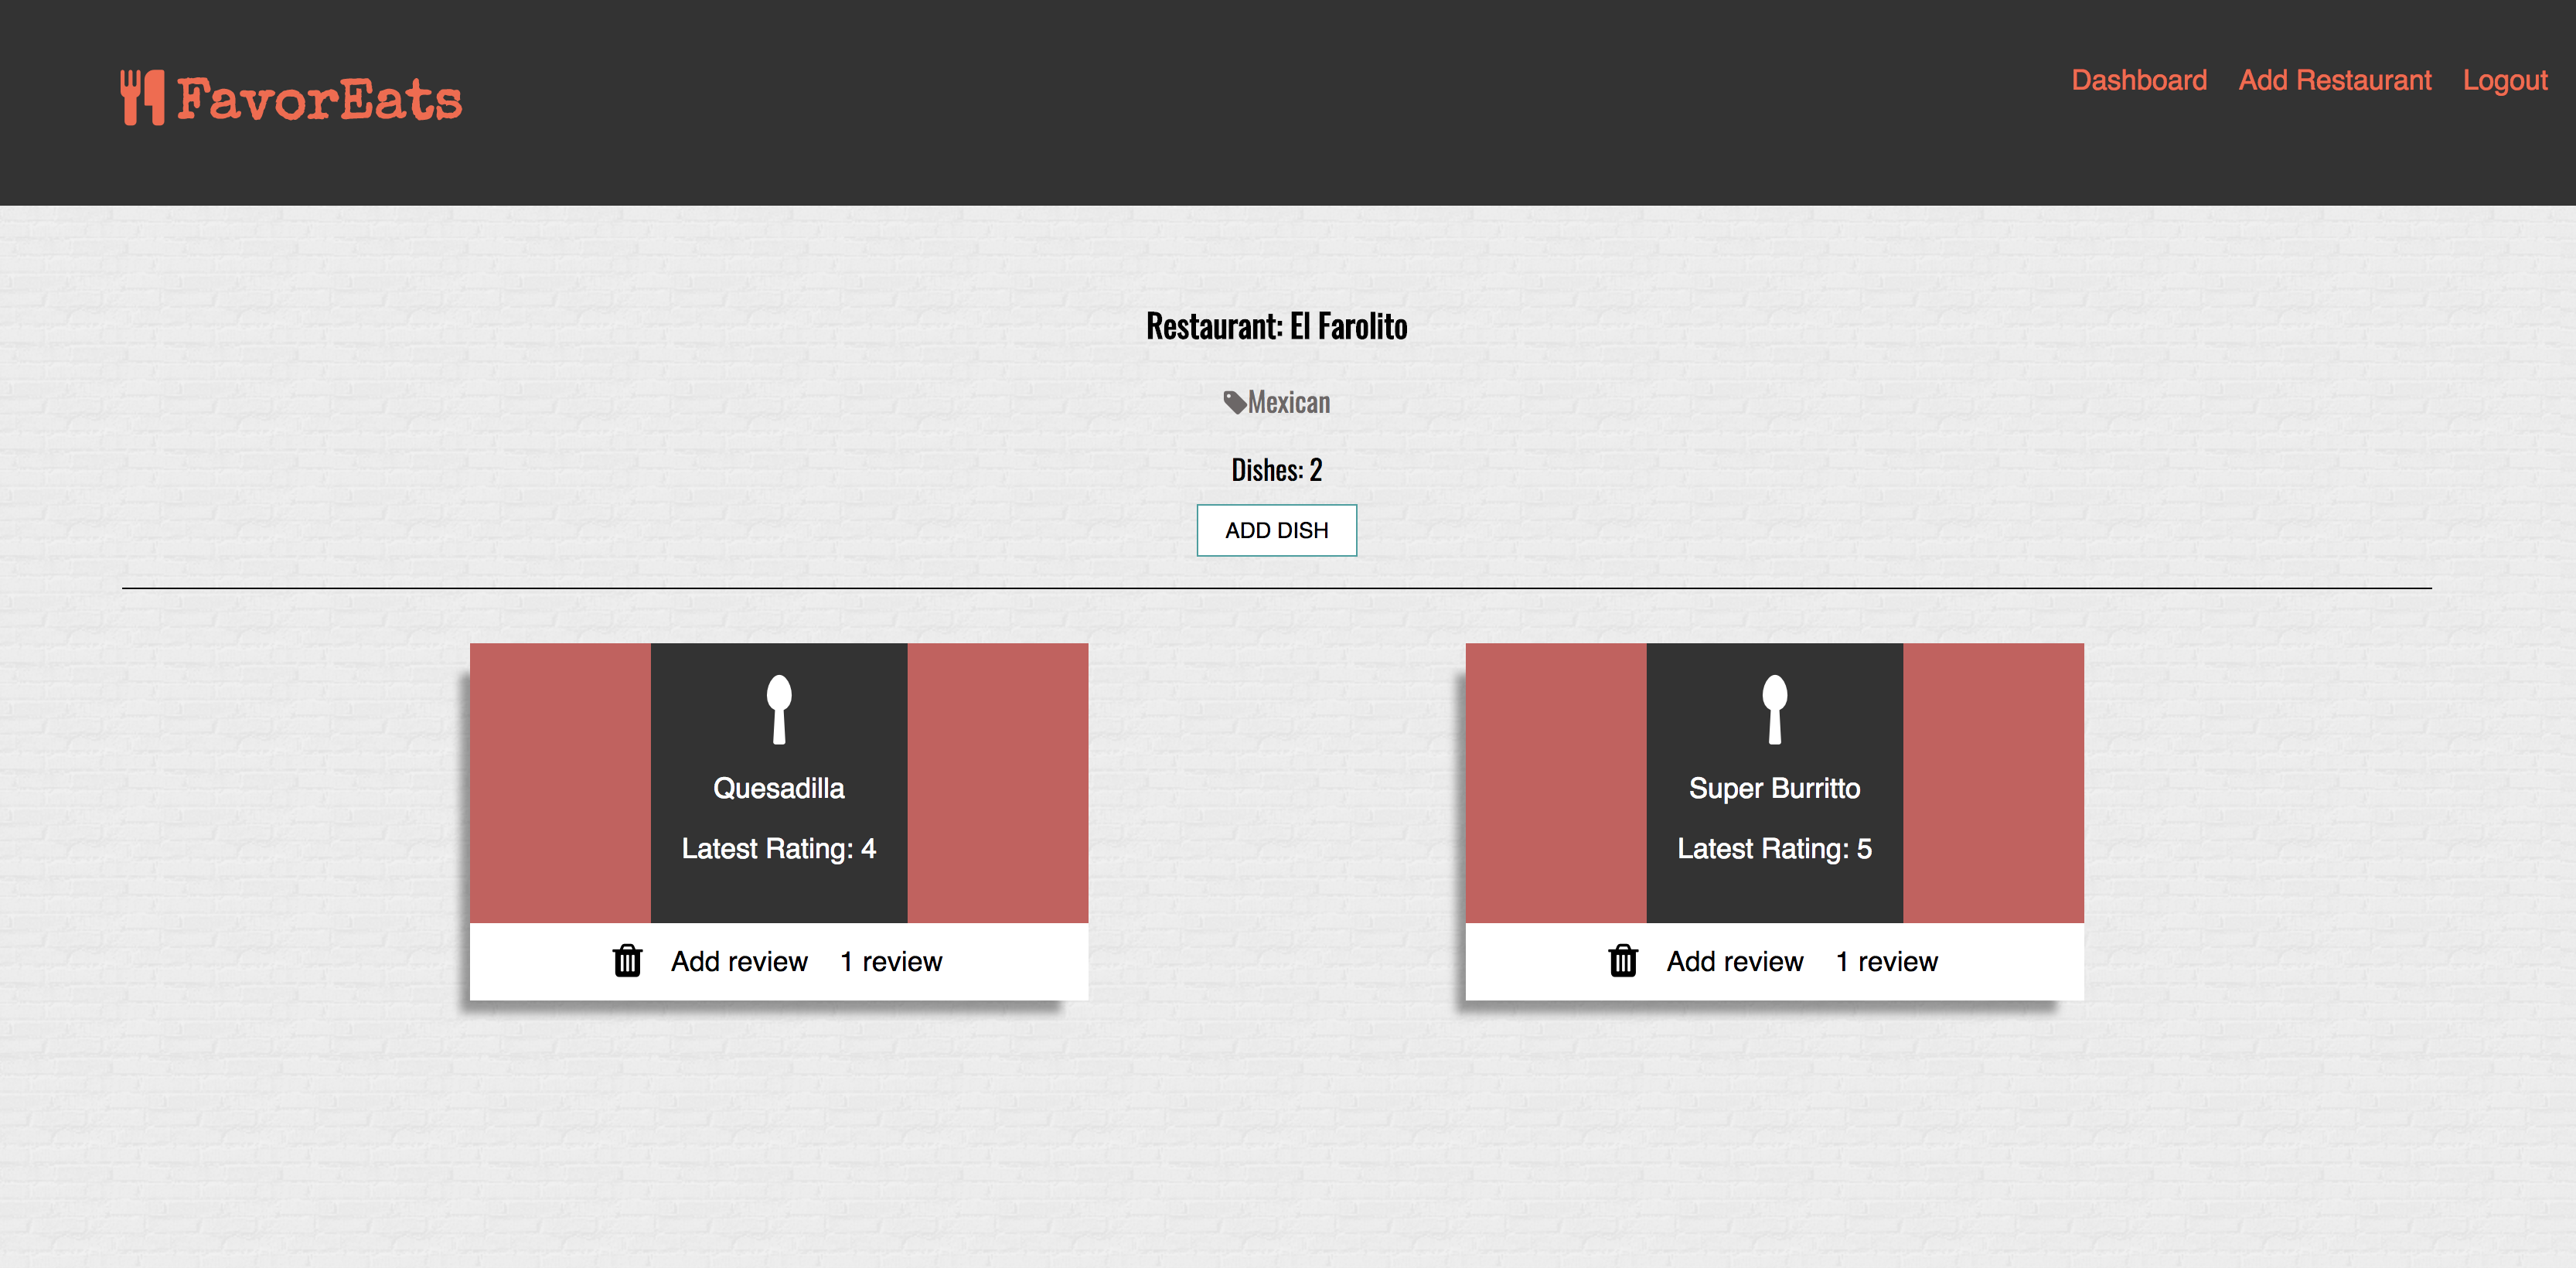 FavorEats
Dashboard Add Restaurant Logout
Restaurant: El Farolito
Mexican
Dishes: 2
ADD DISH
Quesadilla
Latest Rating: 4
Add review 1 review
Super Burritto
Latest Rating: 5
Add review 1 review